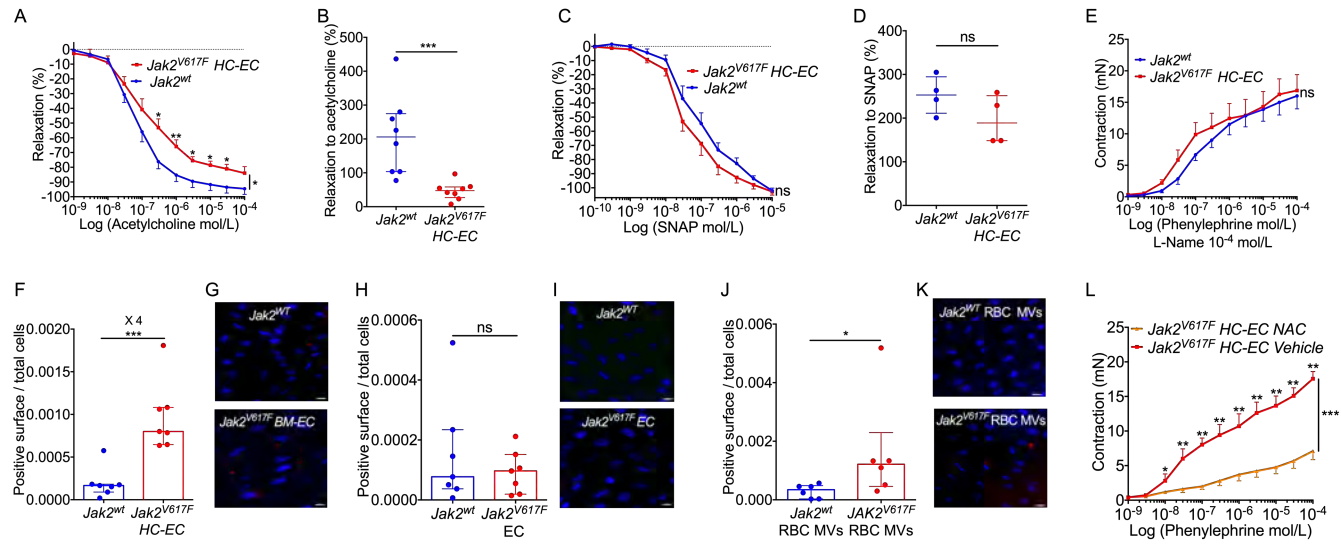 A
0
-10
-20
-30
-40
-50
-60
-70
-80
-90
-100
Relaxation (%)
Jak2V617F HC-EC
Jak2wt
*
**
*
*
*
*
10-9 10-8 10-7 10-6 10-5 10-4
Log (Acetylcholine mol/L)
B
500
400
300
200
100
0
Relaxation to acetylcholine (%)
***
Jak2wt Jak2V617F
HC-EC
C
0
-10
-20
-30
-40
-50
-60
-70
-80
-90
-100
Relaxation (%)
Jak2V617F HC-EC
Jak2wt
ns
10-10 10-9 10-8 10-7 10-6 10-5
Log (SNAP mol/L)
D
400
300
200
100
0
Relaxation to SNAP (%)
ns
Jak2wt Jak2V617F
HC-EC
E
25
20
15
10
5
0
Contraction (mN)
Jak2wt
Jak2V617F HC-EC
ns
10-9 10-8 10-7 10-6 10-5 10-4
Log (Phenylephrine mol/L)
L-Name 10-4 mol/L
F
0.0020
0.0015
0.0010
0.0005
0.0000
Positive surface / total cells
X 4
***
Jak2wt Jak2V617F
HC-EC
G
Jak2WT
Jak2V617F BM-EC
H
0.0006
0.0004
0.0002
0.0000
Positive surface / total cells
ns
Jak2wt Jak2V617F
EC
I
Jak2WT
Jak2V617F EC
J
0.006
0.004
0.002
0.000
Positive surface / total cells
*
Jak2wt JAK2V617F
RBC MVs RBC MVs
K
Jak2WT RBC MVs
Jak2V617F RBC MVs
L
25
20
15
10
5
0
Contraction (mN)
Jak2V617F HC-EC NAC
Jak2V617F HC-EC Vehicle
*
**
**
**
**
**
**
**
**
***
10-9 10-8 10-7 10-6 10-5 10-4
Log (Phenylephrine mol/L)